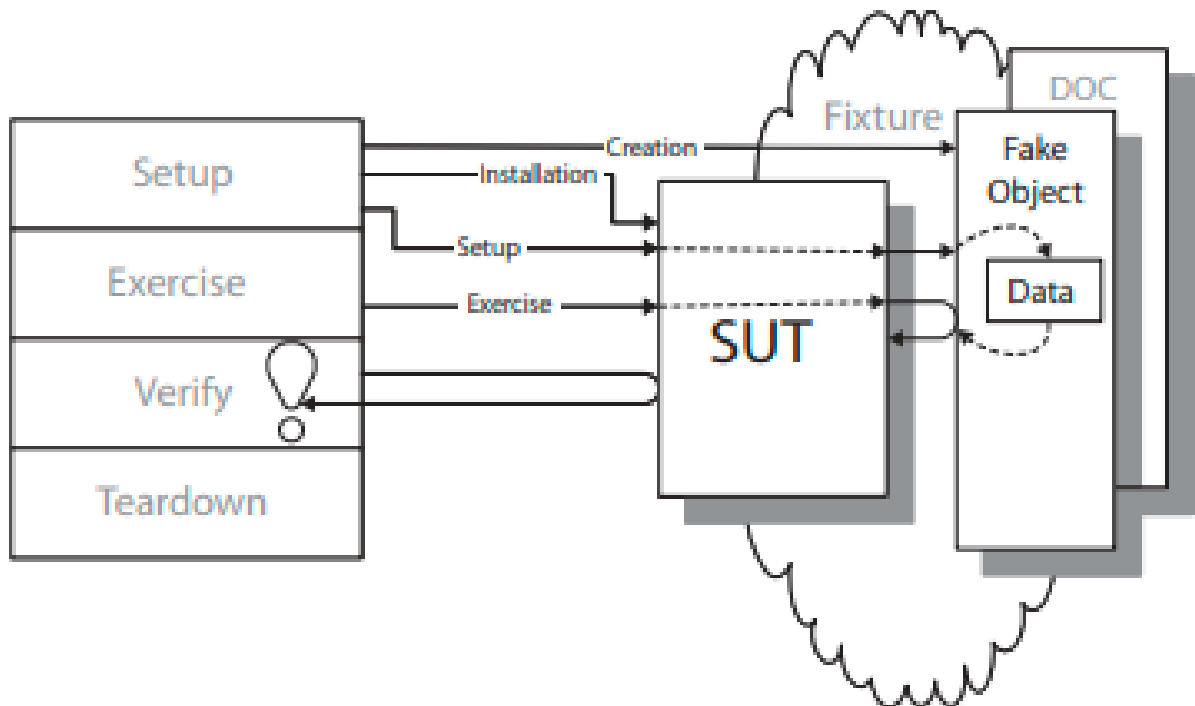 DOC
Fixture
Creation
Fake
Object
Setup
Installation
Setup
Exercise
Exercise
Data
SUT
Verify
Teardown